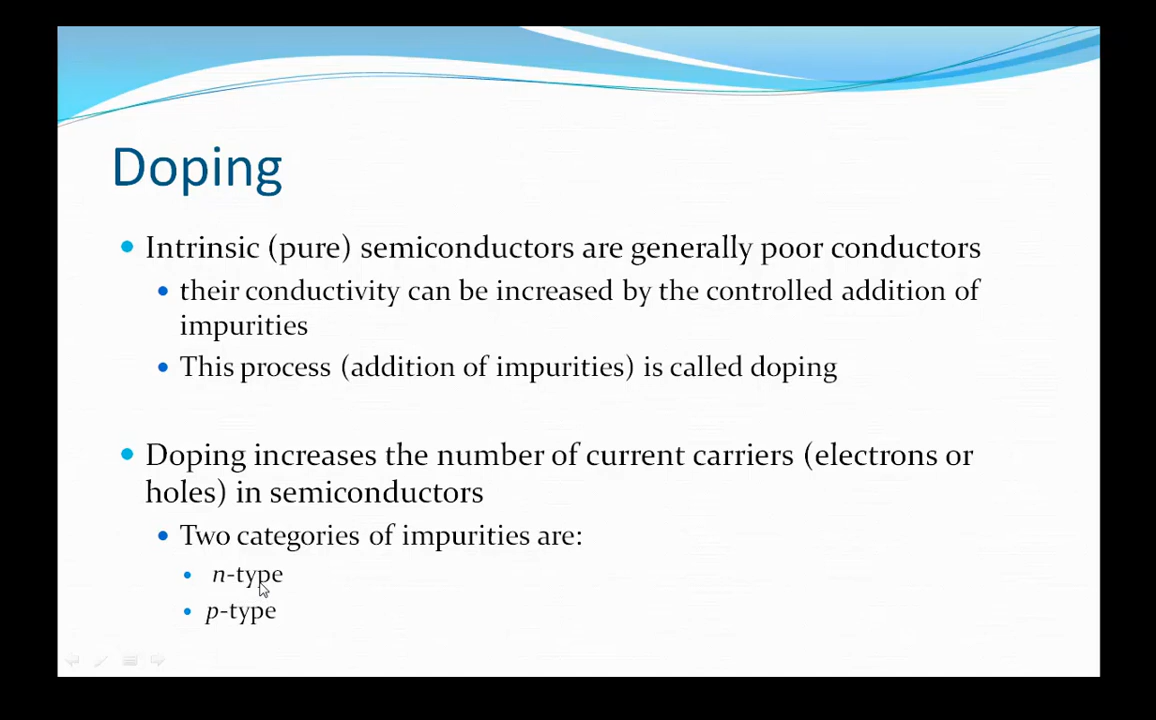 Doping
Intrinsic (pure) semiconductors are generally poor conductors
their conductivity can be increased by the controlled addition of
impurities
This process (addition of impurities) is called doping
Doping increases the number of current carriers (electrons or
holes) in semiconductors
Two categories of impurities are:
n-type
p-type